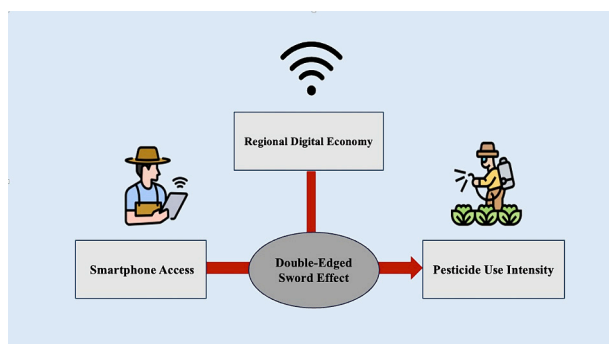 Regional Digital Economy
Smartphone Access
Double-Edged
Sword Effect
Pesticide Use Intensity